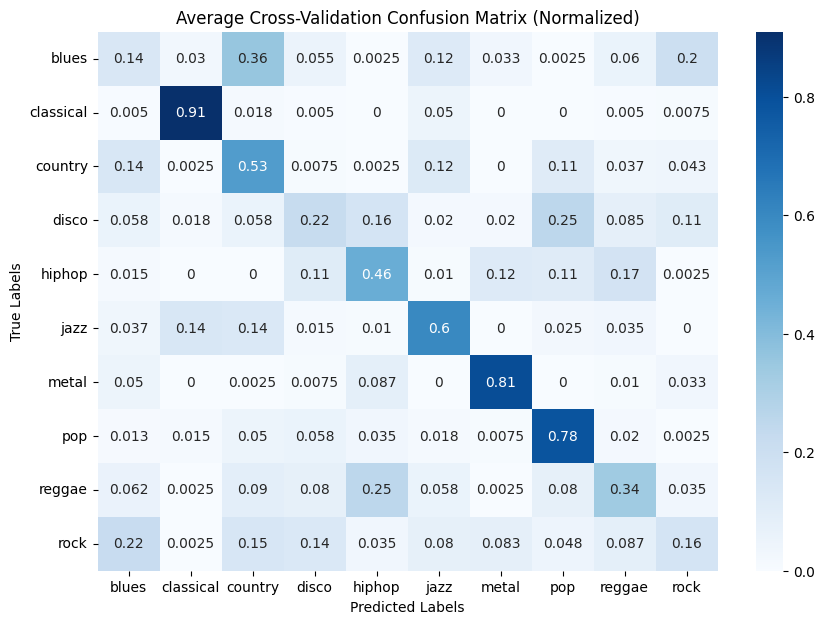 Average Cross-Validation Confusion Matrix (Normalized)
True Labels
blues 0.14 0.03 0.36 0.055 0.0025 0.12 0.033 0.0025 0.06 0.2
classical 0.005 0.91 0.018 0.005 0 0.05 0 0 0.005 0.0075
country 0.14 0.0025 0.53 0.0075 0.0025 0.12 0 0.11 0.037 0.043
disco 0.058 0.018 0.058 0.22 0.16 0.02 0.02 0.25 0.085 0.11
hiphop 0.015 0 0 0.11 0.46 0.01 0.12 0.11 0.17 0.0025
jazz 0.037 0.14 0.14 0.015 0.01 0.6 0 0.025 0.035 0
metal 0.05 0 0.0025 0.0075 0.087 0 0.81 0 0.01 0.033
pop 0.013 0.015 0.05 0.058 0.035 0.018 0.0075 0.78 0.02 0.0025
reggae 0.062 0.0025 0.09 0.08 0.25 0.058 0.0025 0.08 0.34 0.035
rock 0.22 0.0025 0.15 0.14 0.035 0.08 0.083 0.048 0.087 0.16
blues classical country disco hiphop jazz metal pop reggae rock
Predicted Labels
0.8
0.6
0.4
0.2
0.0